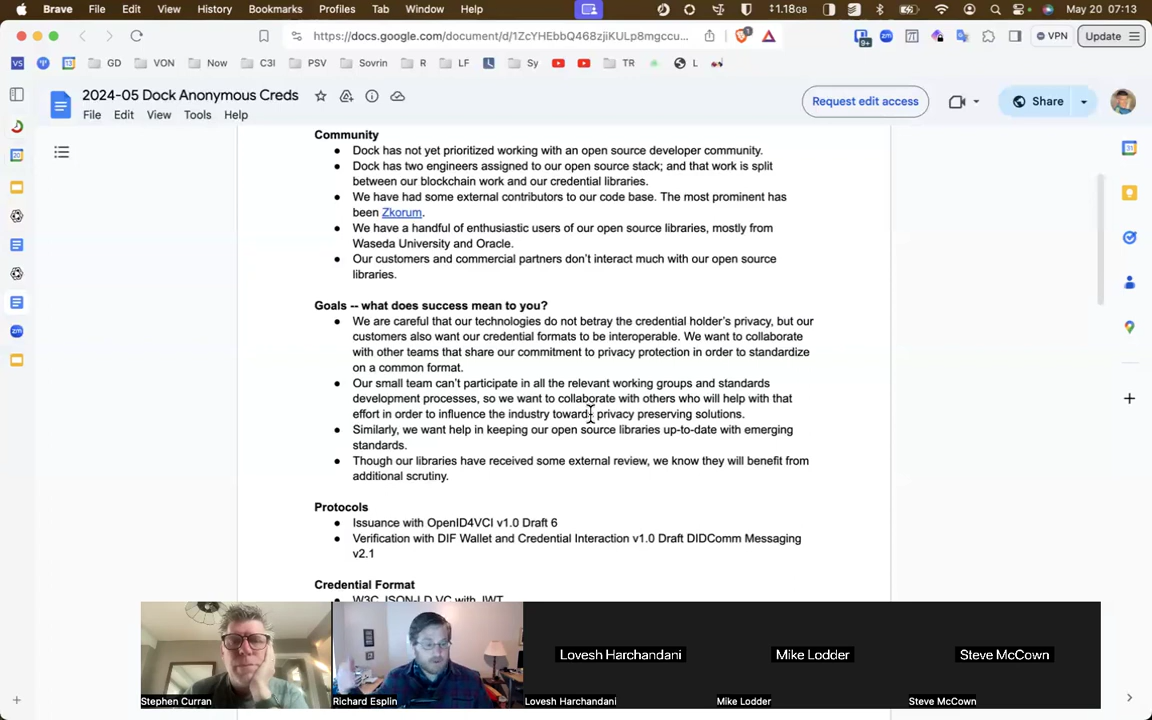 Brave File Edit View History Bookmarks Profiles Tab Window Help 1.18GB May 20 07:13
https://docs.google.com/document/d/1ZcYHEbbQ468zjiKULp8mgccu... 9+ VPN Update
VS GD VON Now C3I PSV Sovrin R LF Sy TR L
2024-05 Dock Anonymous Creds
File Edit View Tools Help
Request edit access
Share
Community
● Dock has not yet prioritized working with an open source developer community.
● Dock has two engineers assigned to our open source stack; and that work is split
between our blockchain work and our credential libraries.
● We have had some external contributors to our code base. The most prominent has
been Zkorum.
● We have a handful of enthusiastic users of our open source libraries, mostly from
Waseda University and Oracle.
● Our customers and commercial partners don’t interact much with our open source
libraries.
Goals -- what does success mean to you?
● We are careful that our technologies do not betray the credential holder’s privacy, but our
customers also want our credential formats to be interoperable. We want to collaborate
with other teams that share our commitment to privacy protection in order to standardize
on a common format.
● Our small team can’t participate in all the relevant working groups and standards
development processes, so we want to collaborate with others who will help with that
effort in order to influence the industry towards privacy preserving solutions.
● Similarly, we want help in keeping our open source libraries up-to-date with emerging
standards.
● Though our libraries have received some external review, we know they will benefit from
additional scrutiny.
Protocols
● Issuance with OpenID4VCI v1.0 Draft 6
● Verification with DIF Wallet and Credential Interaction v1.0 Draft DIDComm Messaging
v2.1
Credential Format
● W3C JSON-LD VC with JWT
Lovesh Harchandani Mike Lodder Steve McCown
Stephen Curran Richard Esplin Lovesh Harchandani Mike Lodder Steve McCown